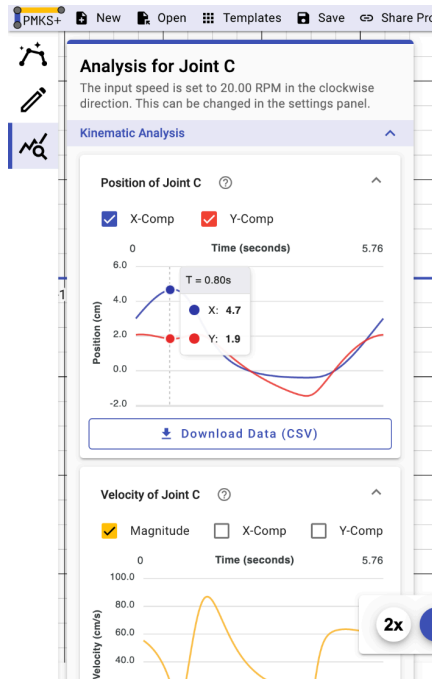 PMKS+ New Open Templates Save Share Pro
Analysis for Joint C
The input speed is set to 20.00 RPM in the clockwise
direction. This can be changed in the settings panel.
Kinematic Analysis
Position of Joint C ?
X-Comp Y-Comp
0 Time (seconds) 5.76
Position (cm)
6.0
4.0
2.0
0.0
-2.0
T = 0.80s
X: 4.7
Y: 1.9
-1
Download Data (CSV)
Velocity of Joint C ?
Magnitude X-Comp Y-Comp
0 Time (seconds) 5.76
Velocity (cm/s)
100.0
80.0
60.0
40.0
2x